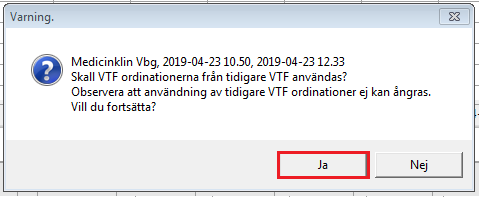 Varning.
Medicinklin Vbg, 2019-04-23 10.50, 2019-04-23 12.33
Skall VTF ordinationerna från tidigare VTF användas?
Observera att användning av tidigare VTF ordinationer ej kan ångras.
Vill du fortsätta?
Ja
Nej